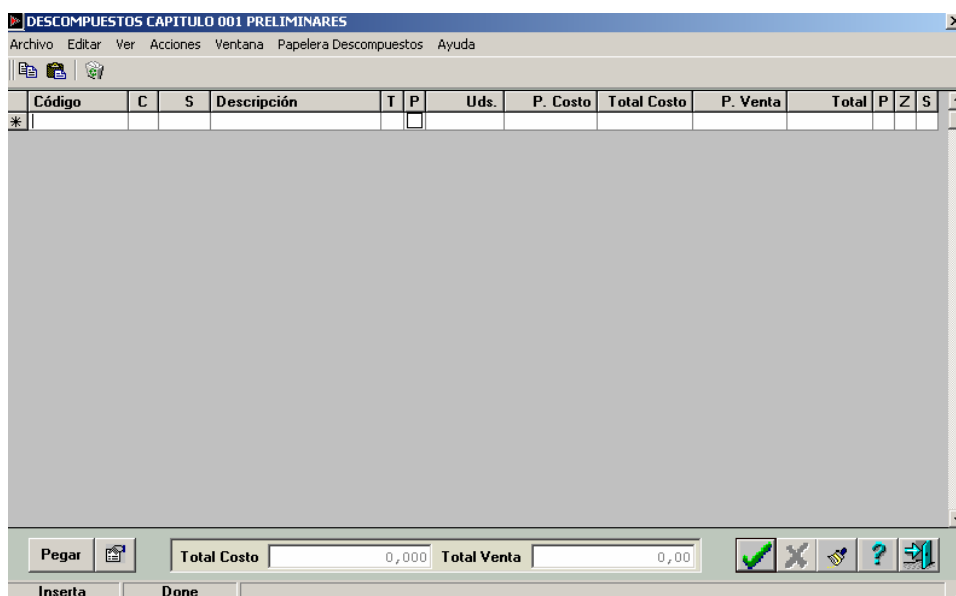 DESCOMPUESTOS CAPITULO 001 PRELIMINARES
Archivo Editar Ver Acciones Ventana Papelera Descompuestos Ayuda
Código C S Descripción T P Uds. P. Costo Total Costo P. Venta Total P Z S
Pegar Total Costo 0,000 Total Venta 0,00
Inserta Done